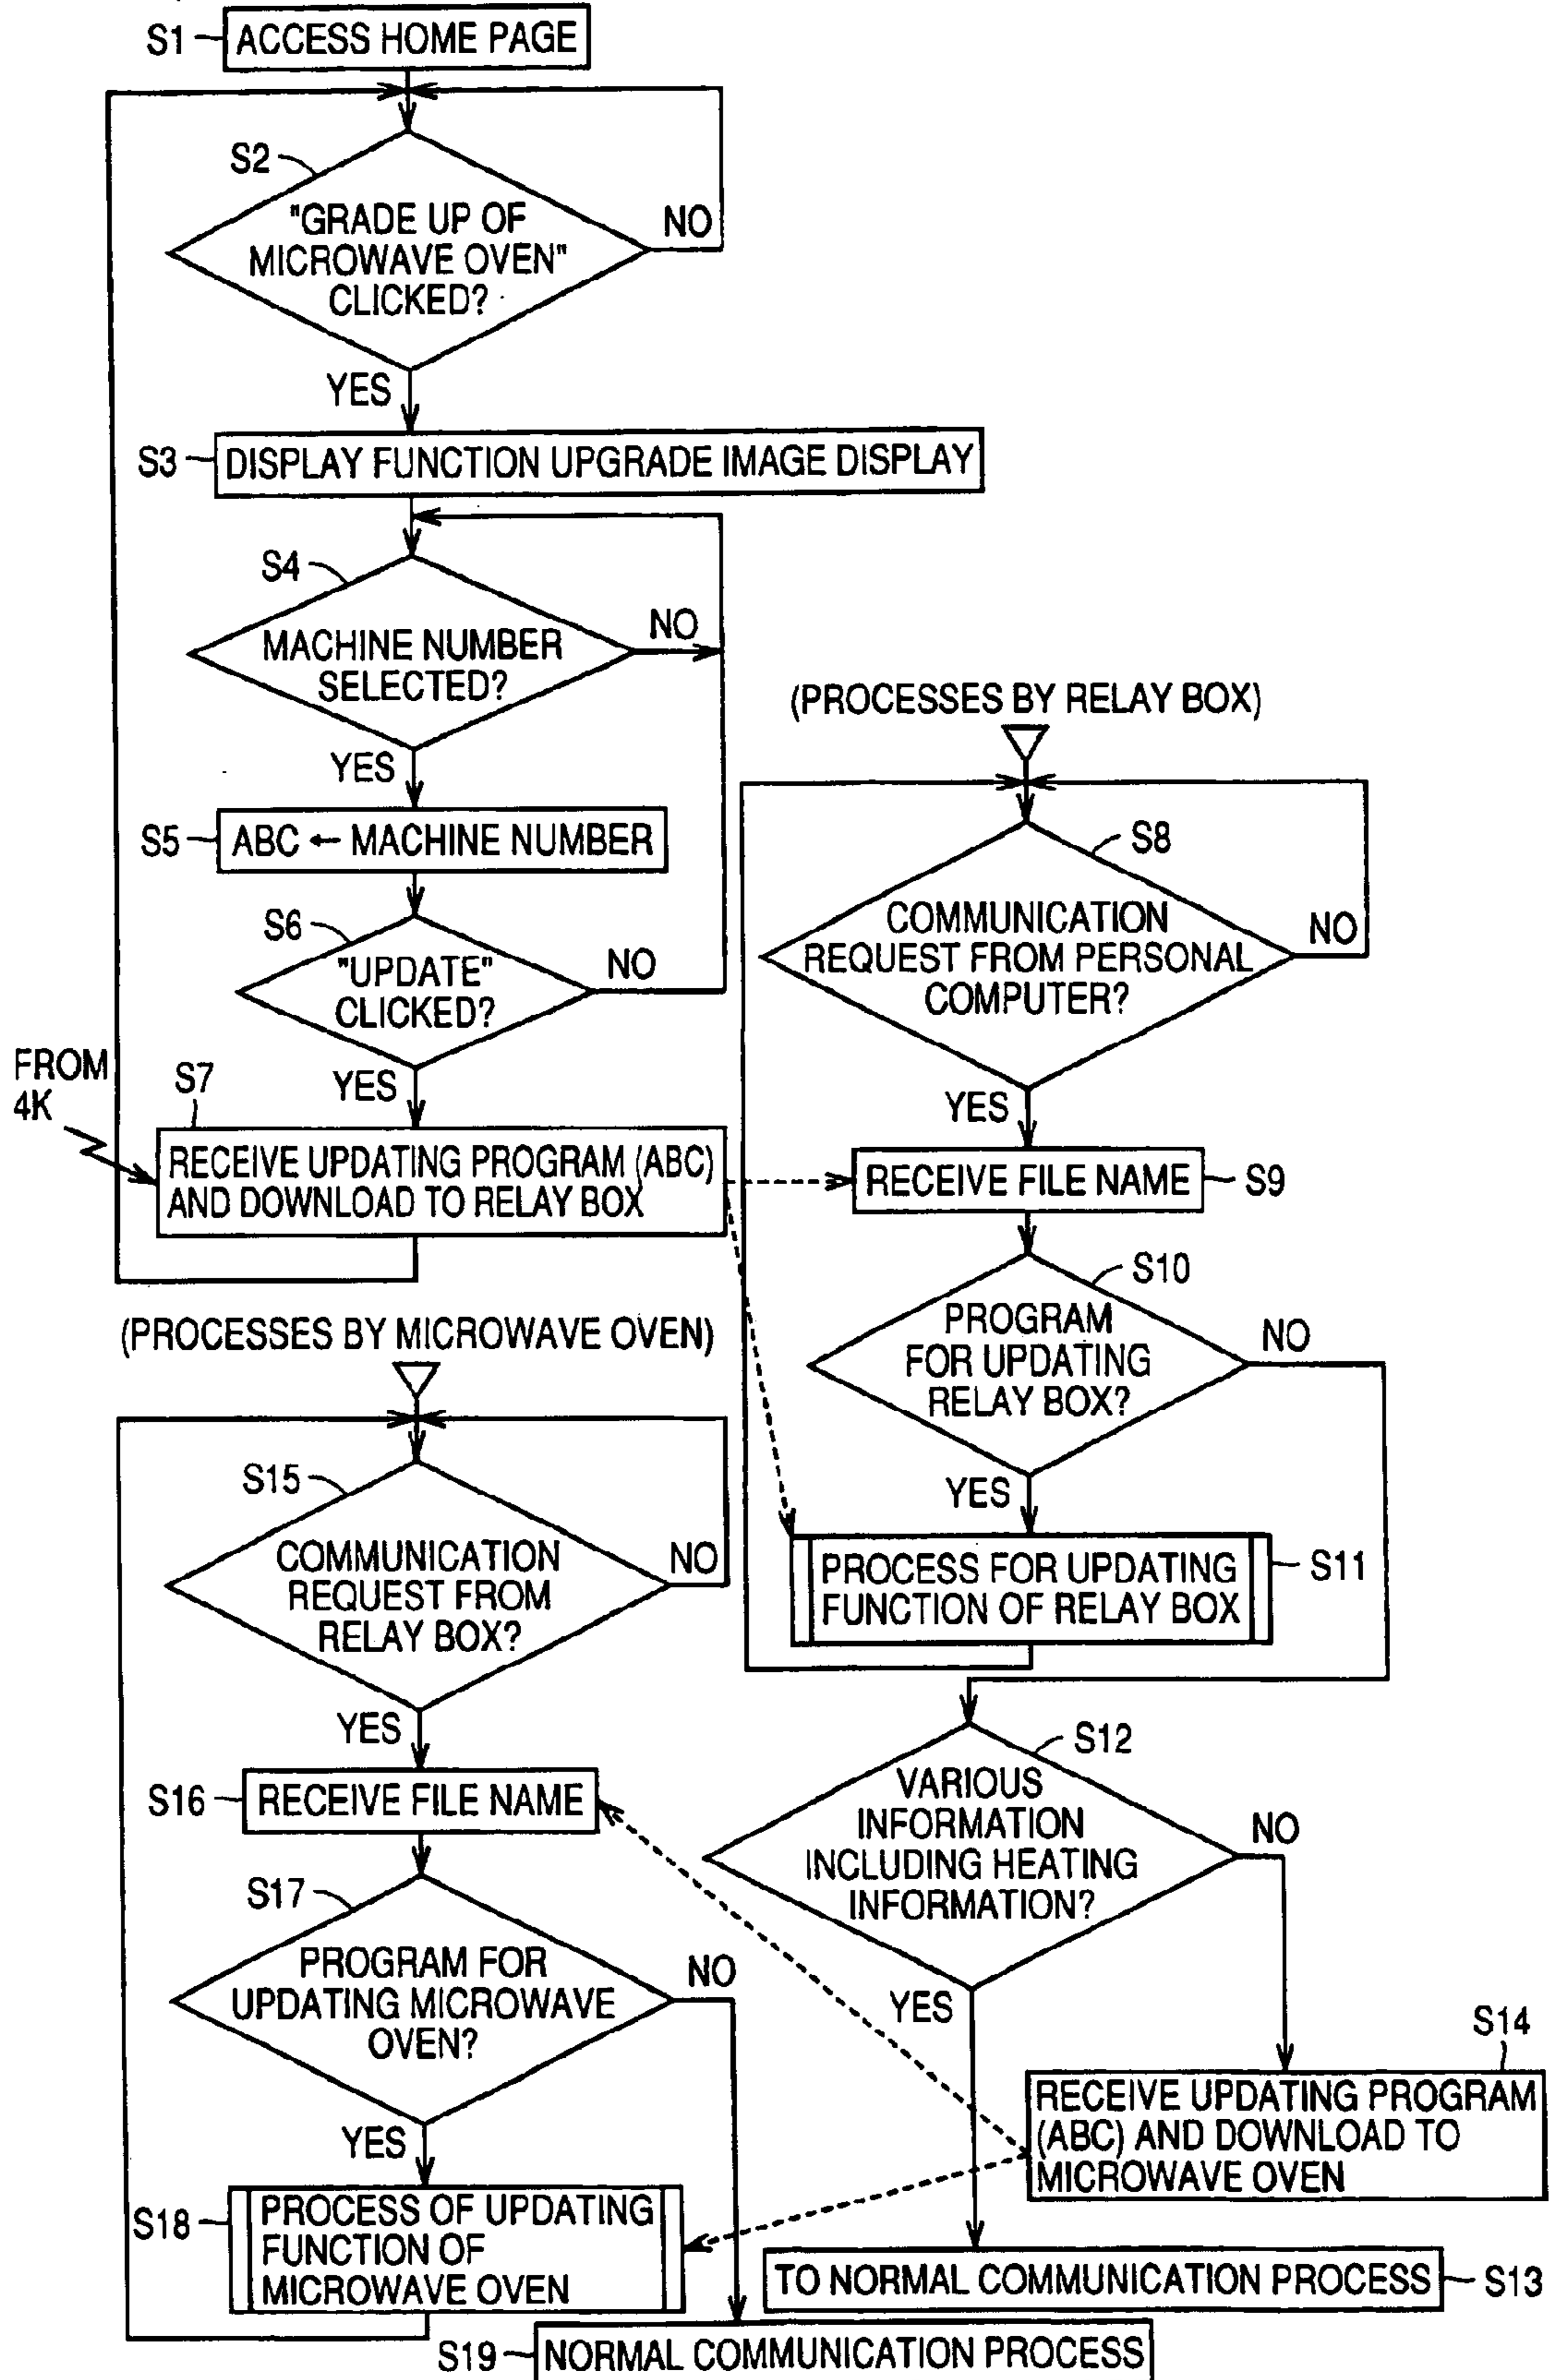 S1
ACCESS HOME PAGE
S2
"GRADE UP OF
MICROWAVE OVEN"
CLICKED?
NO
YES
S3
DISPLAY FUNCTION UPGRADE IMAGE DISPLAY
S4
MACHINE NUMBER
SELECTED?
NO
YES
S5
ABC ← MACHINE NUMBER
S6
"UPDATE"
CLICKED?
NO
YES
FROM
4K
S7
RECEIVE UPDATING PROGRAM (ABC)
AND DOWNLOAD TO RELAY BOX
(PROCESSES BY RELAY BOX)
S8
COMMUNICATION
REQUEST FROM PERSONAL
COMPUTER?
NO
YES
RECEIVE FILE NAME
S9
S10
PROGRAM
FOR UPDATING
RELAY BOX?
NO
YES
PROCESS FOR UPDATING
FUNCTION OF RELAY BOX
S11
S12
VARIOUS
INFORMATION
INCLUDING HEATING
INFORMATION?
NO
YES
S14
RECEIVE UPDATING PROGRAM
(ABC) AND DOWNLOAD TO
MICROWAVE OVEN
TO NORMAL COMMUNICATION PROCESS
S13
(PROCESSES BY MICROWAVE OVEN)
S15
COMMUNICATION
REQUEST FROM
RELAY BOX?
NO
YES
S16
RECEIVE FILE NAME
S17
PROGRAM FOR
UPDATING MICROWAVE
OVEN?
NO
YES
S18
PROCESS OF UPDATING
FUNCTION OF
MICROWAVE OVEN
S19
NORMAL COMMUNICATION PROCESS